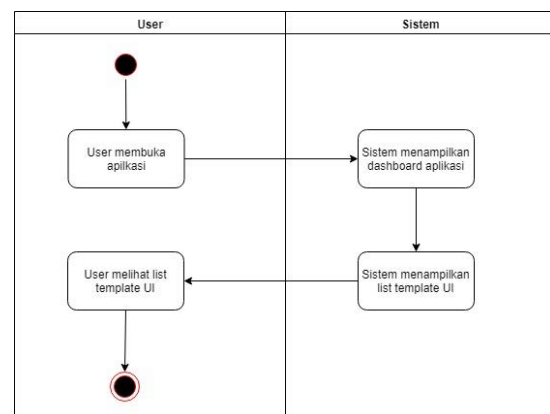 User
Sistem
User membuka
apilkasi
Sistem menampilkan
dashboard aplikasi
User melihat list
template UI
Sistem menampilkan
list template UI